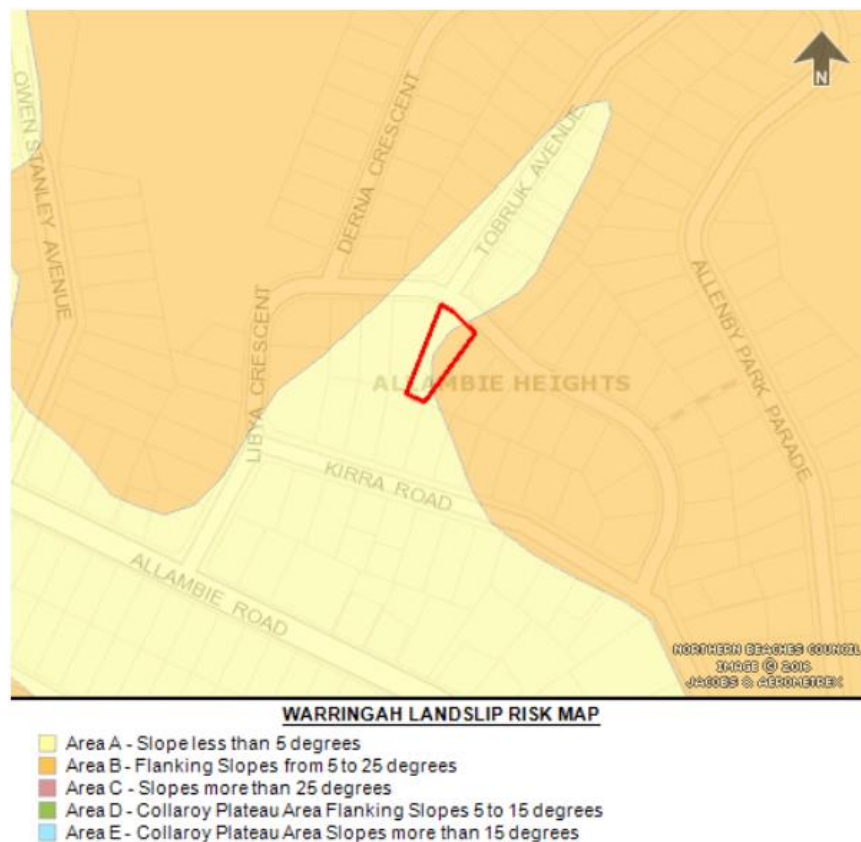 N
OWEN STANLEY AVENUE
DERNA CRESCENT
TOBRUK AVENUE
ALLENBY PARK PARADE
LIBYA CRESCENT
ALLAMBIE HEIGHTS
KIRRA ROAD
ALLAMBIE ROAD
NORTHERN BEACHES COUNCIL
IMAGE © 2016
JACOBS & AEROMETREX
WARRINGAH LANDSLIP RISK MAP
Area A - Slope less than 5 degrees
Area B - Flanking Slopes from 5 to 25 degrees
Area C - Slopes more than 25 degrees
Area D - Collaroy Plateau Area Flanking Slopes 5 to 15 degrees
Area E - Collaroy Plateau Area Slopes more than 15 degrees